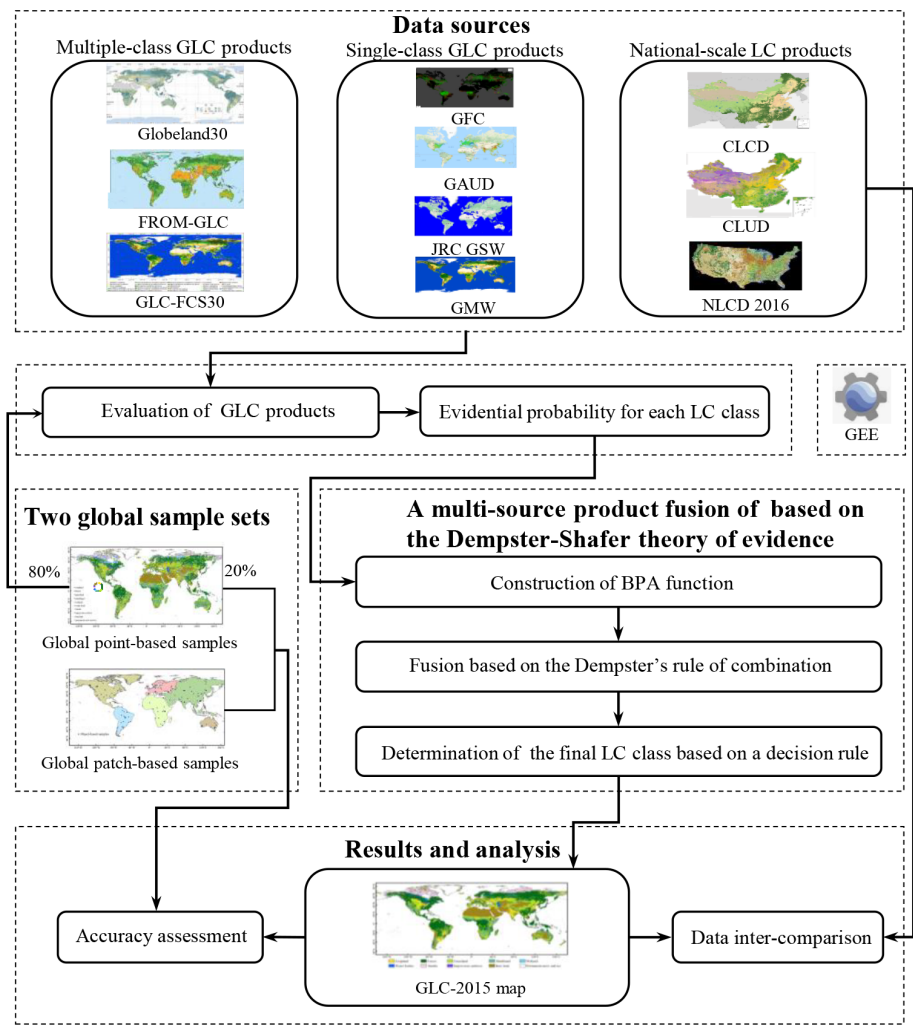 Data sources
Multiple-class GLC products
Single-class GLC products
National-scale LC products
Globeland30
FROM-GLC
GLC-FCS30
GFC
GAUD
JRC GSW
GMW
CLCD
CLUD
NLCD 2016
Evaluation of GLC products
Evidential probability for each LC class
GEE
Two global sample sets
80%
20%
Global point-based samples
Global patch-based samples
A multi-source product fusion of based on
the Dempster-Shafer theory of evidence
Construction of BPA function
Fusion based on the Dempster's rule of combination
Determination of the final LC class based on a decision rule
Results and analysis
Accuracy assessment
GLC-2015 map
Data inter-comparison